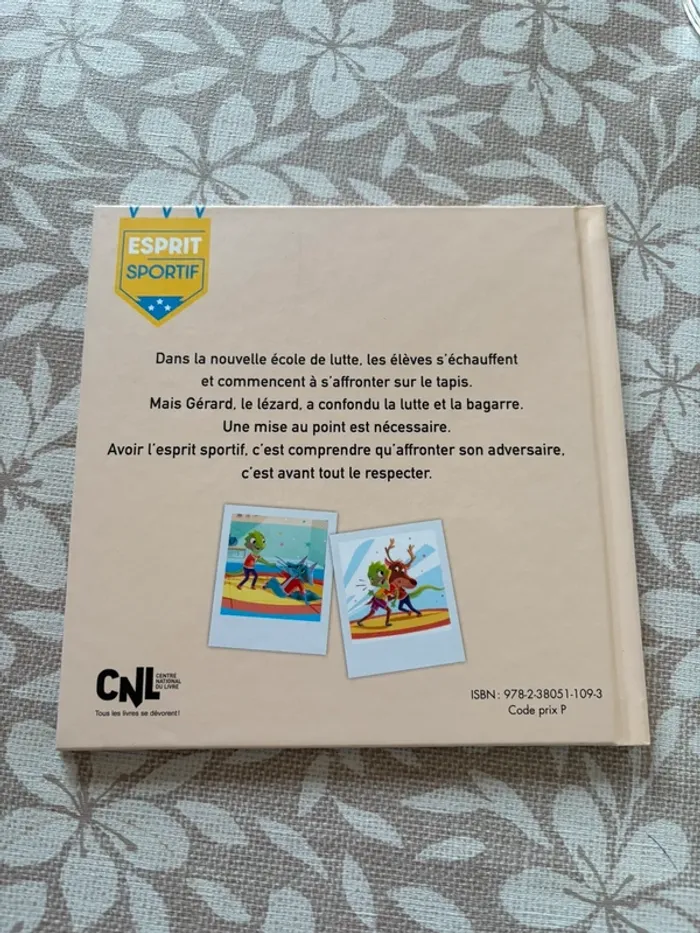 ESPRIT
SPORTIF
Dans la nouvelle école de lutte, les élèves s'échauffent
et commencent à s'affronter sur le tapis.
Mais Gérard, le lézard, a confondu la lutte et la bagarre.
Une mise au point est nécessaire.
Avoir l'esprit sportif, c'est comprendre qu'affronter son adversaire,
c'est avant tout le respecter.
CNL
CENTRE
NATIONAL
DU LIVRE
Tous les livres se dévorent!
ISBN : 978-2-38051-109-3
Code prix P